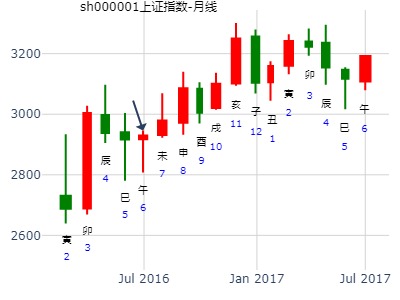 sh000001上证指数-月线
3200
3000
2800
2600
寅
2
卯
3
辰
4
巳
5
午
6
未
7
申
8
酉
9
戌
10
亥
11
子
12
丑
1
寅
2
卯
3
辰
4
巳
5
午
6
Jul 2016
Jan 2017
Jul 2017